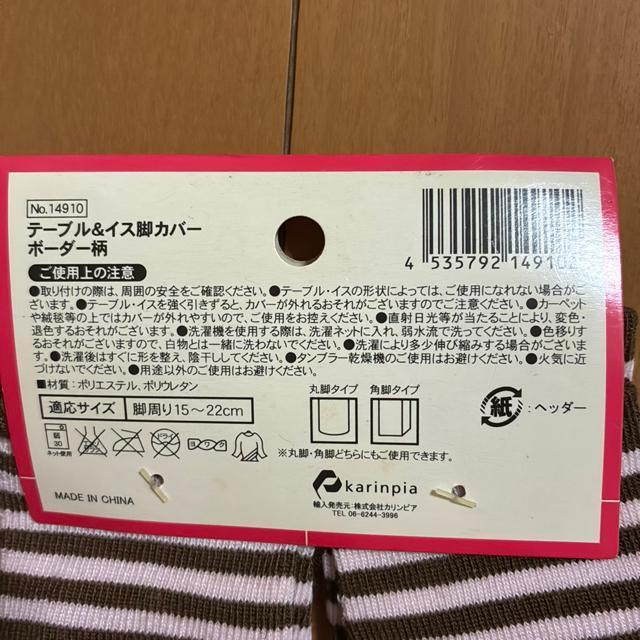 No.14910
テーブル&イス脚カバー
ボーダー柄
4 535792 149102
ご使用上の注意
●取り付けの際は、周囲の安全をご確認ください。●テーブル・イスの形状によっては、ご使用になれない場合がご
ざいます。●テーブル・イスを強く引きずると、カバーが外れるおそれがございますのでご注意ください。●カーペット
や絨毯等の上ではカバーが外れやすいので、ご使用をお控えください。●直射日光等が当たることにより、変色・
退色するおそれがございます。●洗濯機を使用する際は、洗濯ネットに入れ、弱水流で洗ってください。●色移りす
るおそれがございますので、白物とは一緒に洗わないでください。●洗濯により多少伸び縮みする場合がございま
す。●洗濯後はすぐに形を整え、陰干ししてください。●タンブラー乾燥機のご使用はお避けください。●火気に近
づけないでください。●用途以外のご使用はお避けください。
■材質:ポリエステル、ポリウレタン
適応サイズ 脚周り15〜22cm
丸脚タイプ 角脚タイプ
※丸脚・角脚どちらにもご使用できます。
弱
30
ネット使用
エンソサラシ
ドライ
ヨワク
紙:ヘッダー
MADE IN CHINA
karinpia
輸入発売元:株式会社カリンピア
TEL 06-6244-3996